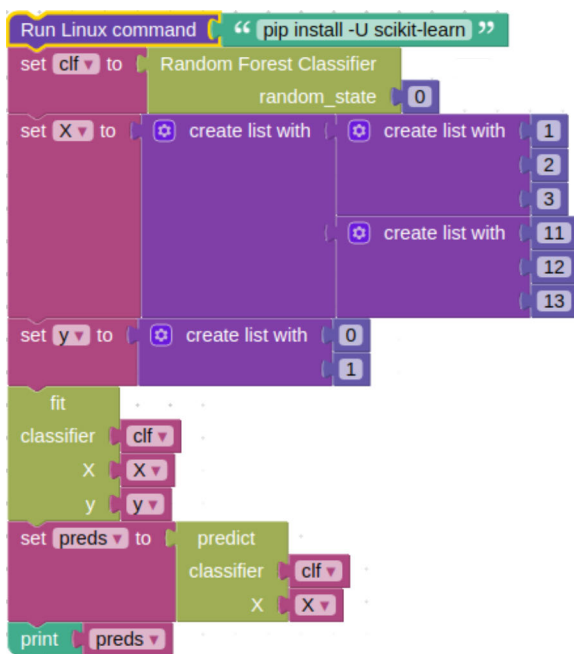 Run Linux command “ pip install -U scikit-learn ”
set clf ▾ to Random Forest Classifier
random_state 0
set X ▾ to create list with create list with 1
2
3
create list with 11
12
13
set y ▾ to create list with 0
1
fit
classifier clf ▾
X X ▾
y y ▾
set preds ▾ to predict
classifier clf ▾
X X ▾
print preds ▾